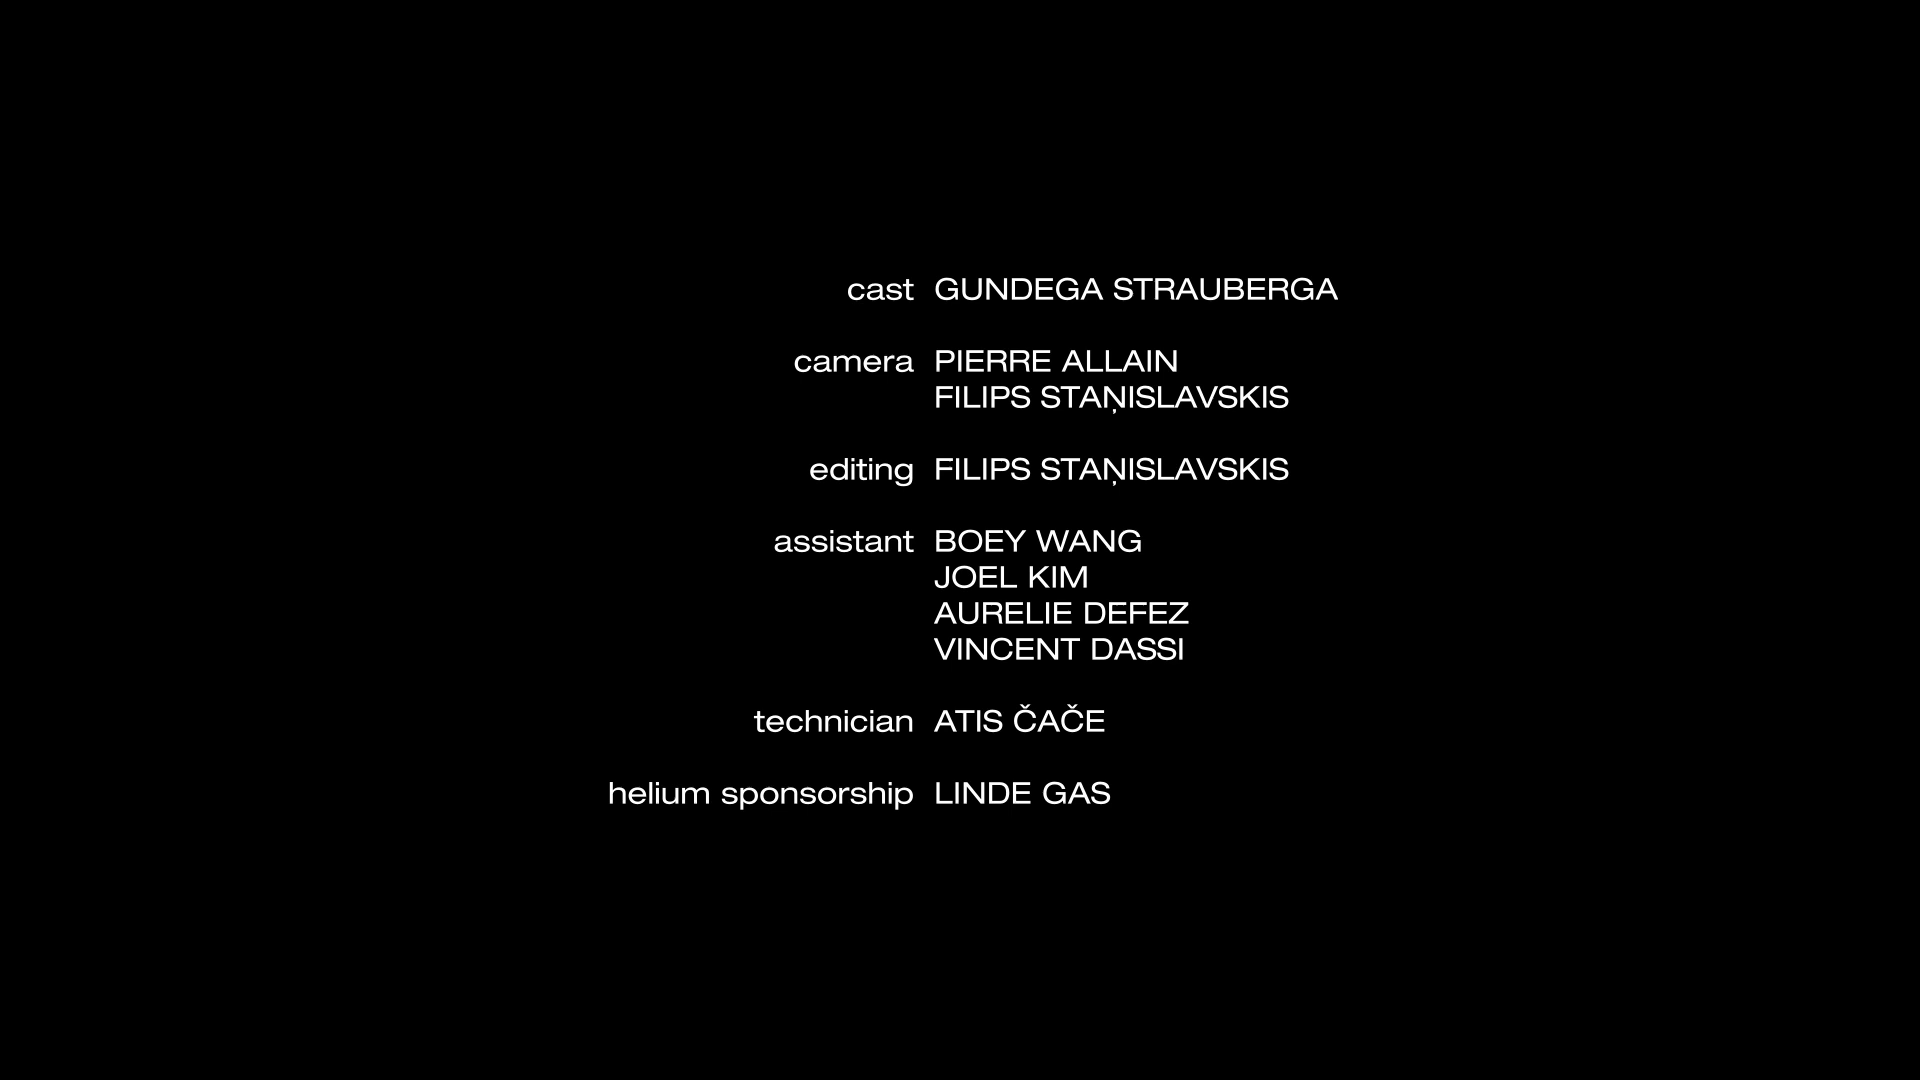 cast GUNDEGA STRAUBERGA
camera PIERRE ALLAIN
FILIPS STAŅISLAVSKIS
editing FILIPS STAŅISLAVSKIS
assistant BOEY WANG
JOEL KIM
AURELIE DEFEZ
VINCENT DASSI
technician ATIS ČAČE
helium sponsorship LINDE GAS